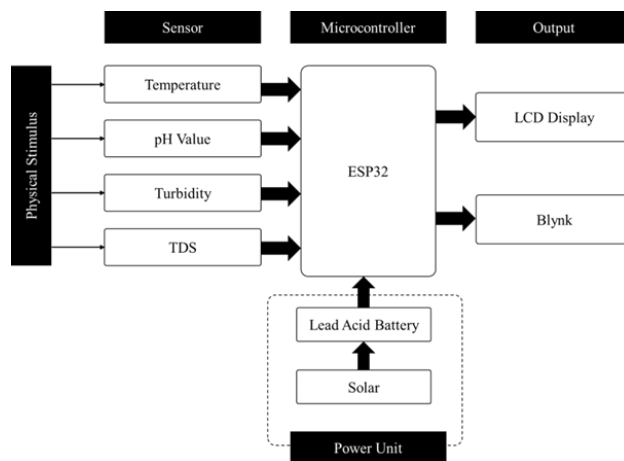 Sensor
Microcontroller
Output
Physical Stimulus
Temperature
pH Value
Turbidity
TDS
ESP32
LCD Display
Blynk
Lead Acid Battery
Solar
Power Unit